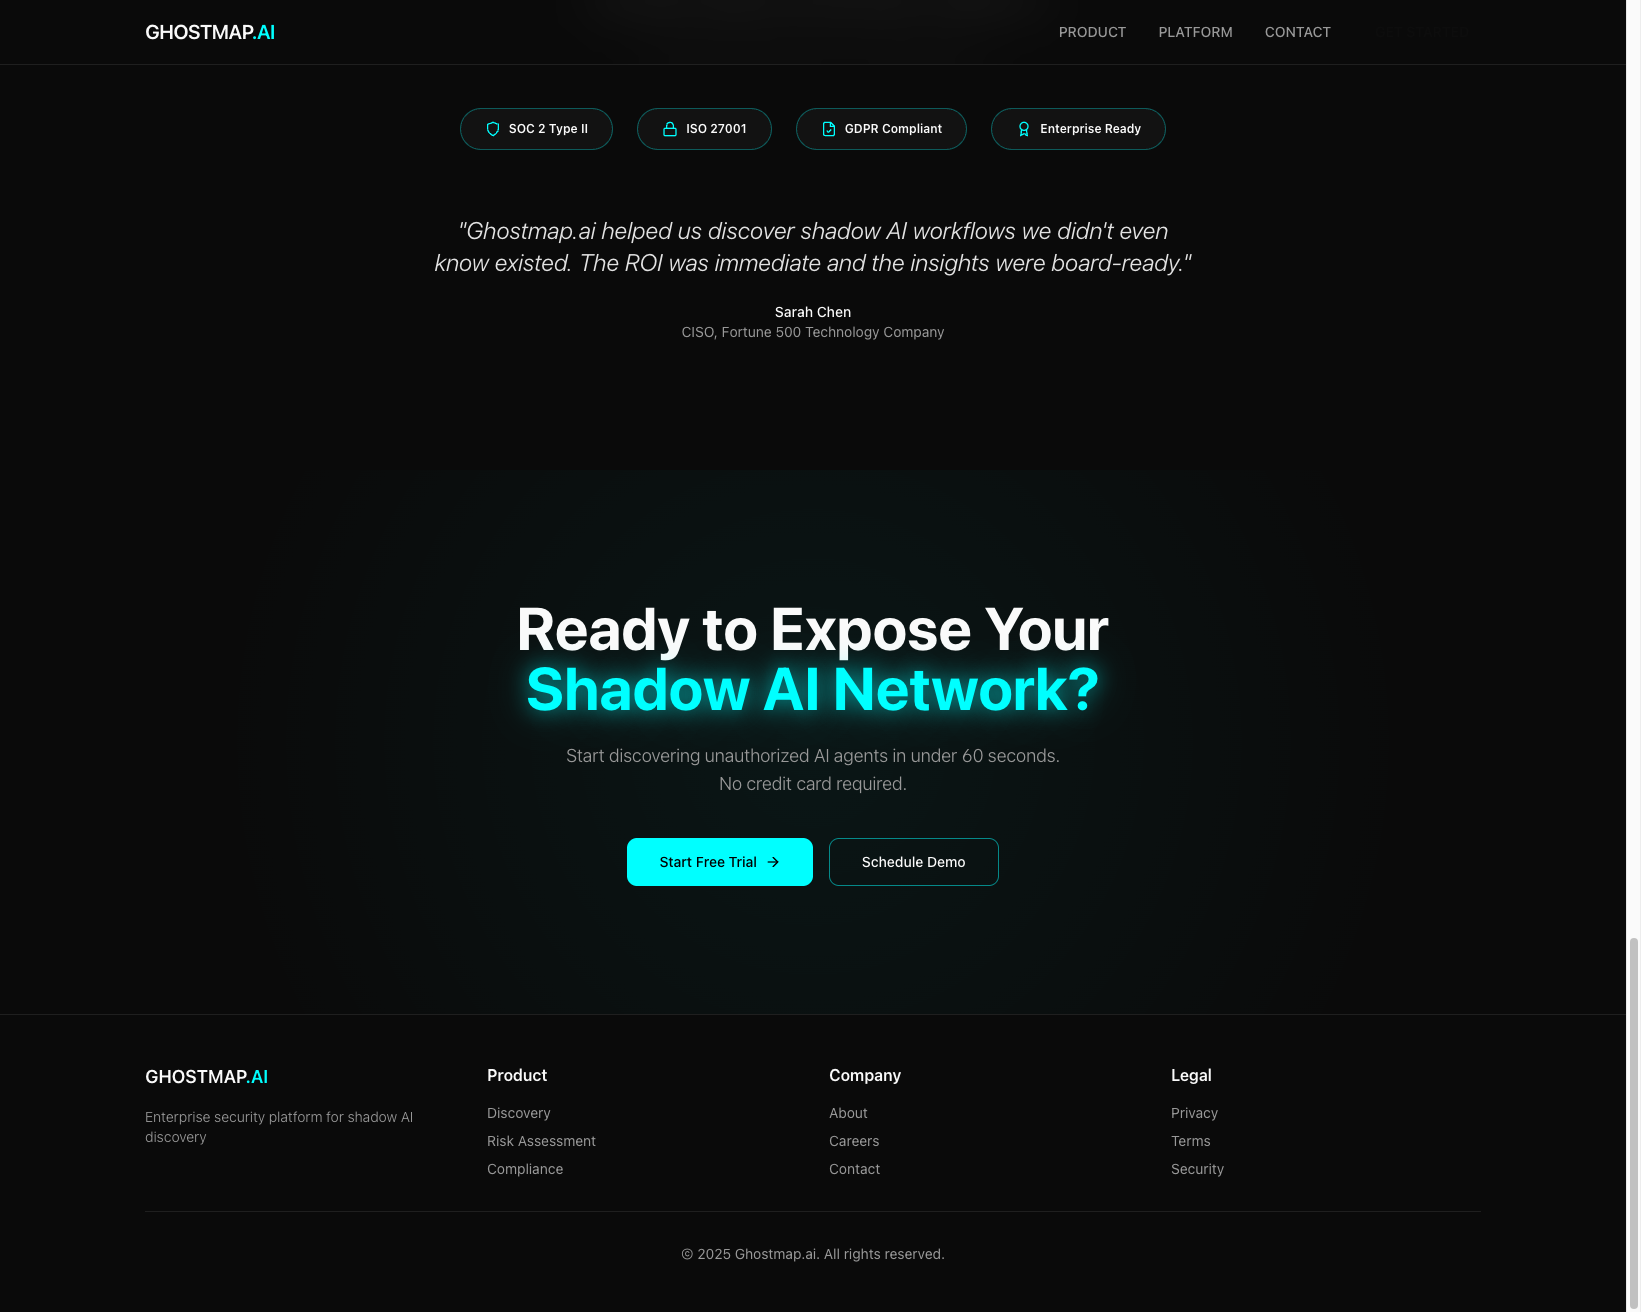 GHOSTMAP.AI
PRODUCT
PLATFORM
CONTACT
SOC 2 Type II
ISO 27001
GDPR Compliant
Enterprise Ready
"Ghostmap.ai helped us discover shadow AI workflows we didn't even
know existed. The ROI was immediate and the insights were board-ready."
Sarah Chen
CISO, Fortune 500 Technology Company
Ready to Expose Your
Shadow AI Network?
Start discovering unauthorized AI agents in under 60 seconds.
No credit card required.
Start Free Trial
Schedule Demo
GHOSTMAP.AI
Enterprise security platform for shadow AI
discovery
Product
Discovery
Risk Assessment
Compliance
Company
About
Careers
Contact
Legal
Privacy
Terms
Security
© 2025 Ghostmap.ai. All rights reserved.